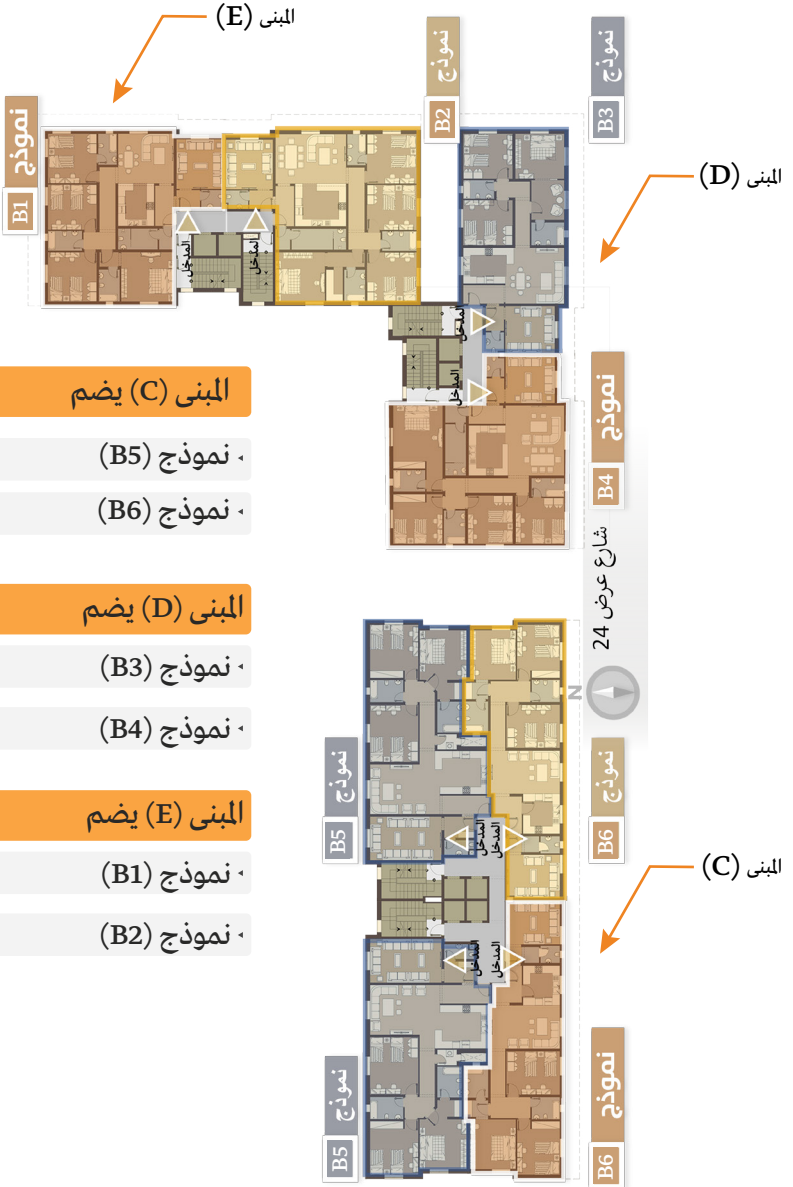 المبنى (E)
نموذج
B1
نموذج
B2
نموذج
B3
المبنى (D)
المدخل
المدخل
المدخل
المدخل
نموذج
B4
المبنى (C) يضم
نموذج (B5)
نموذج (B6)
المبنى (D) يضم
نموذج (B3)
نموذج (B4)
المبنى (E) يضم
نموذج (B1)
نموذج (B2)
شارع عرض 24
N
نموذج
B5
نموذج
B6
المدخل
المدخل
المبنى (C)
المدخل
المدخل
نموذج
B5
نموذج
B6